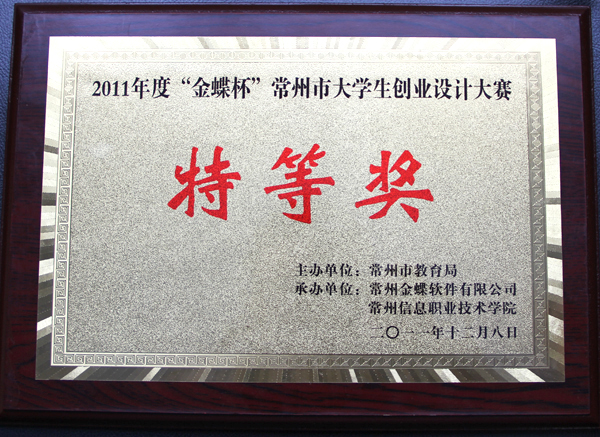 2011年度“金蝶杯”常州市大学生创业设计大赛
特等奖
主办单位：常州市教育局
承办单位：常州金蝶软件有限公司
常州信息职业技术学院
二〇一一年十二月八日